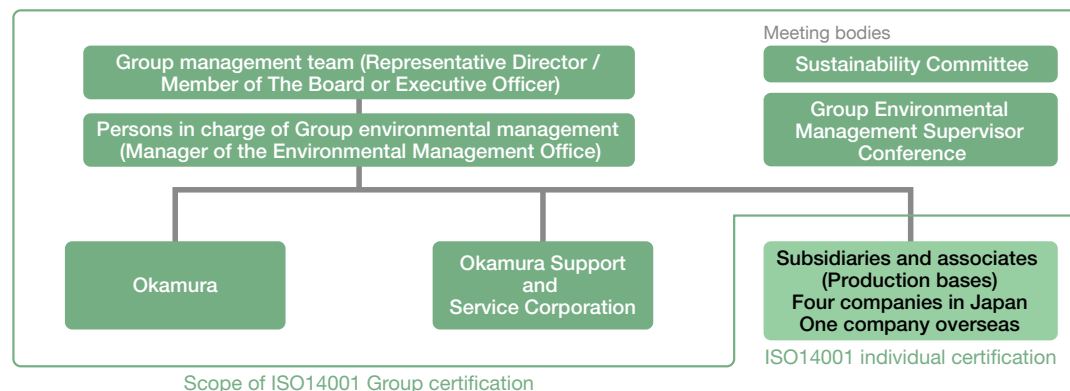 Meeting bodies
Group management team (Representative Director /
Member of The Board or Executive Officer)
Sustainability Committee
Persons in charge of Group environmental management
(Manager of the Environmental Management Office)
Group Environmental
Management Supervisor
Conference
Okamura
Okamura Support
and
Service Corporation
Subsidiaries and associates
(Production bases)
Four companies in Japan
One company overseas
ISO14001 individual certification
Scope of ISO14001 Group certification